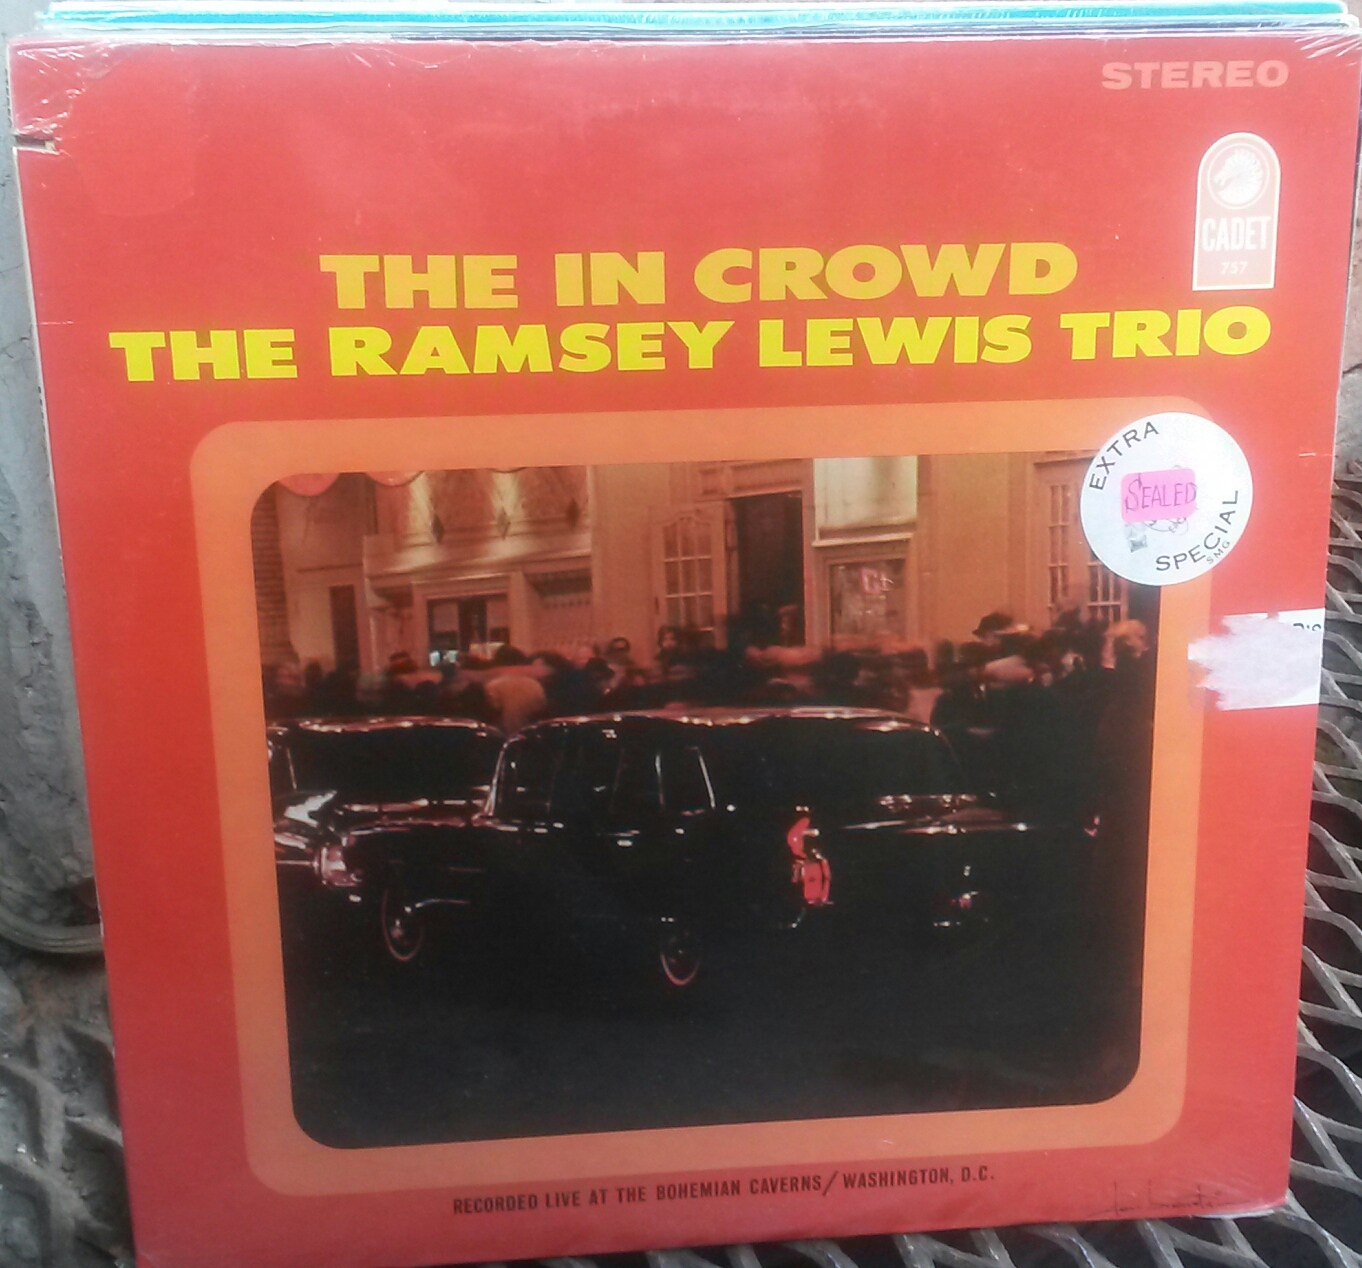 STEREO
CADET
757
THE IN CROWD
THE RAMSEY LEWIS TRIO
EXTRA
SEALED
SPECIAL
SMG
RECORDED LIVE AT THE BOHEMIAN CAVERNS/WASHINGTON, D.C.